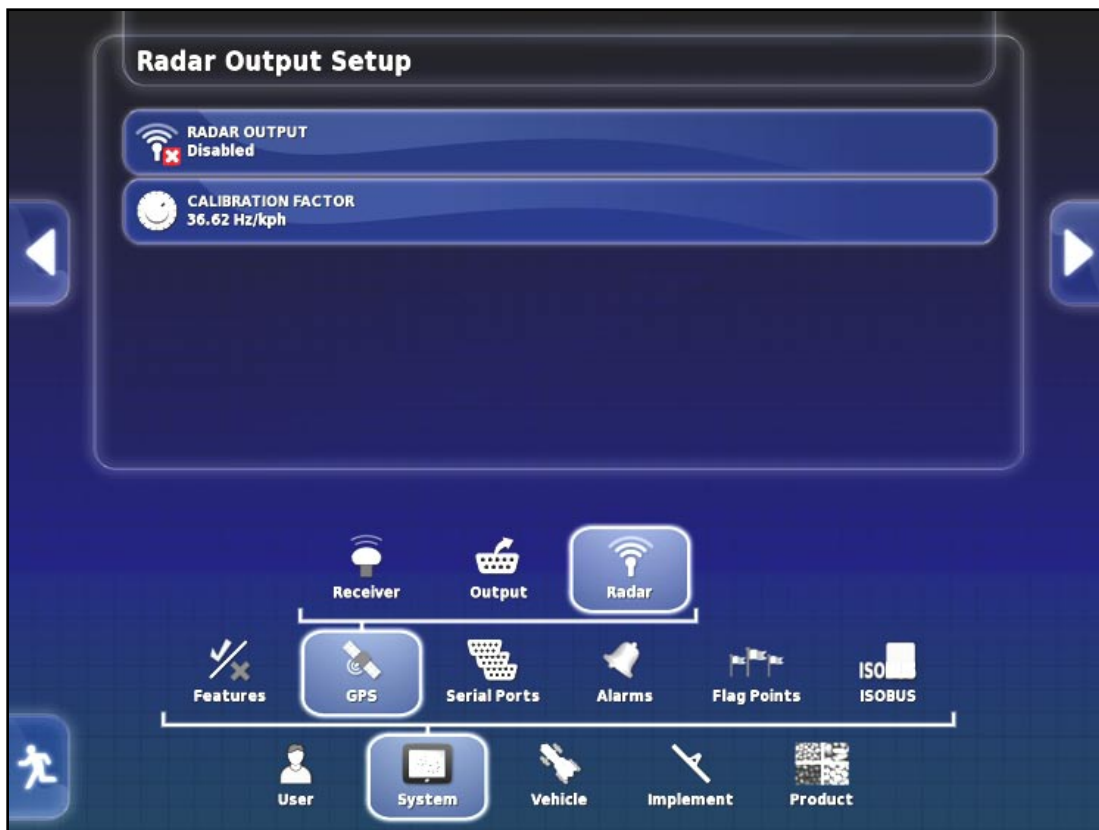 Radar Output Setup
RADAR OUTPUT
Disabled
CALIBRATION FACTOR
36.62 Hz/kph
Receiver
Output
Radar
Features
GPS
Serial Ports
Alarms
Flag Points
ISO
ISOBUS
User
System
Vehicle
Implement
Product